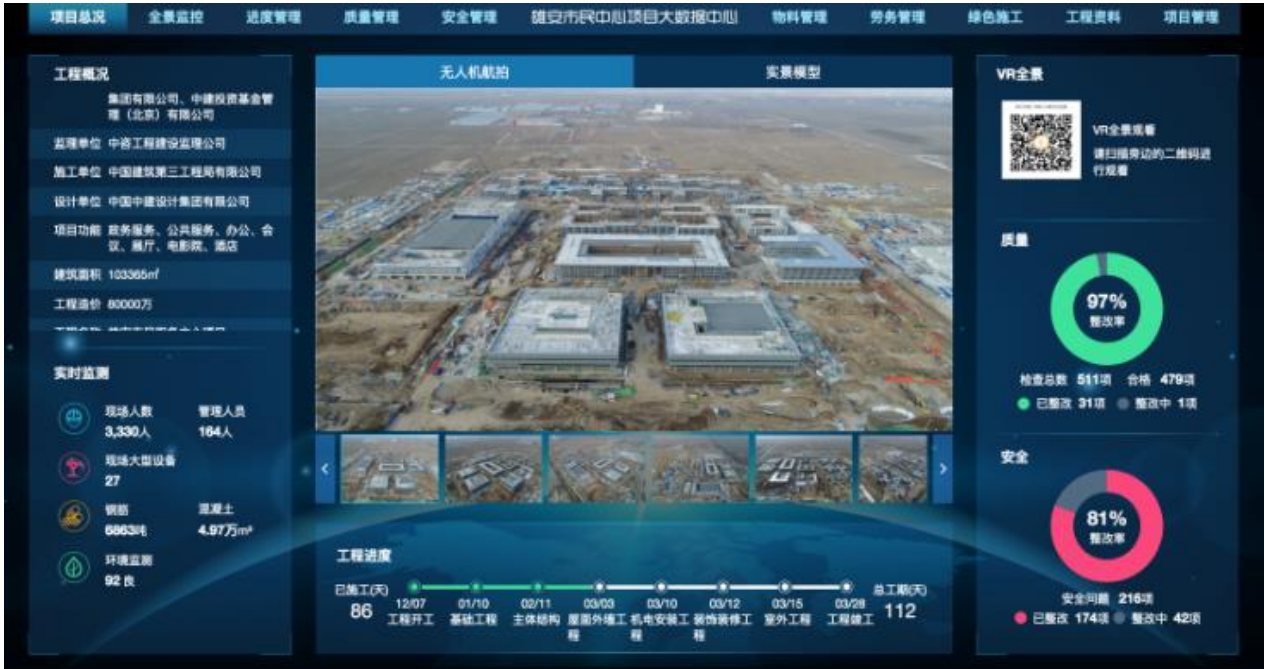 项目总况 全景监控 进度管理 质量管理 安全管理 雄安市民中心项目大数据中心 物料管理 劳务管理 绿色施工 工程资料 项目管理
工程概况
集团有限公司、中建投资基金管
理（北京）有限公司
监理单位 中咨工程建设监理公司
施工单位 中国建筑第三工程局有限公司
设计单位 中国中建设计集团有限公司
项目功能 政务服务、公共服务、办公、会
议、展厅、电影院、酒店
建筑面积 103365㎡
工程造价 80000万
实时监测
现场人数 管理人员
3,330人 164人
现场大型设备
27
钢筋 混凝土
6863吨 4.97万m³
环境监测
92 良
无人机航拍 实景模型
工程进度
已施工(天)
86
12/07 01/10 02/11 03/03 03/10 03/12 03/15 03/28
工程开工 基础工程 主体结构 屋面外墙工 机电安装工 装饰装修工 室外工程 工程竣工
程 程 程
总工期(天)
112
VR全景
VR全景观看
请扫描旁边的二维码进
行观看
质量
97%
整改率
检查总数 511项 合格 479项
已整改 31项 整改中 1项
安全
81%
整改率
安全问题 216项
已整改 174项 整改中 42项